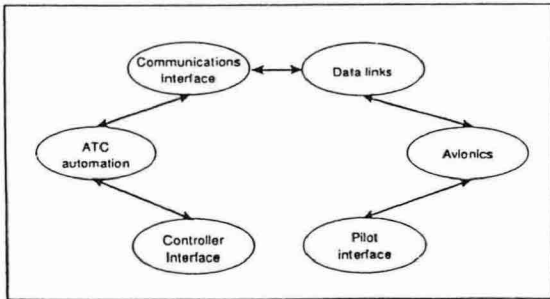 Communications
interface
Data links
ATC
automation
Avionics
Controller
Interface
Pilot
interface